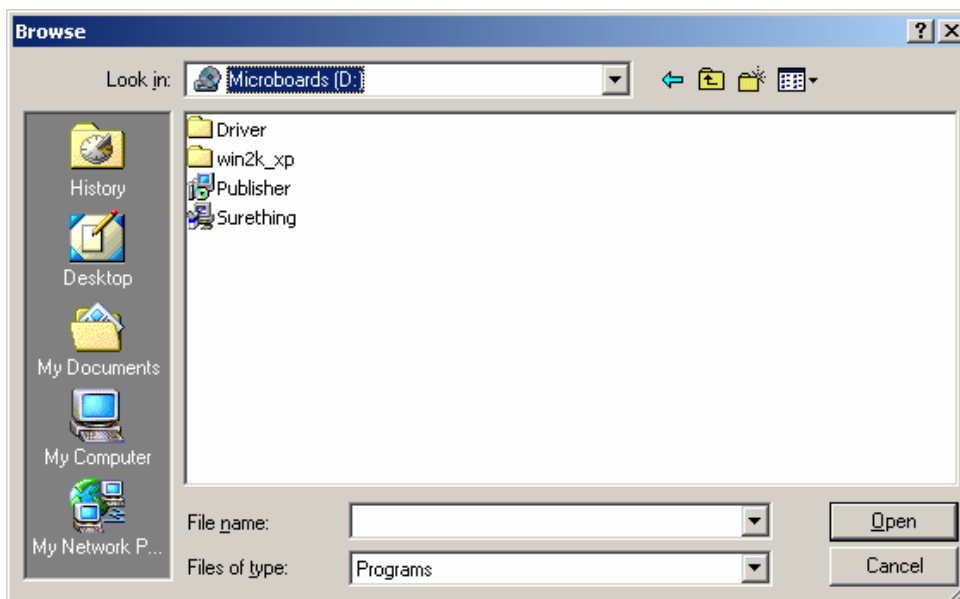 Browse
Look in: Microboards (D:)
Driver
win2k_xp
Publisher
Surething
History
Desktop
My Documents
My Computer
My Network P...
File name:
Open
Files of type: Programs
Cancel